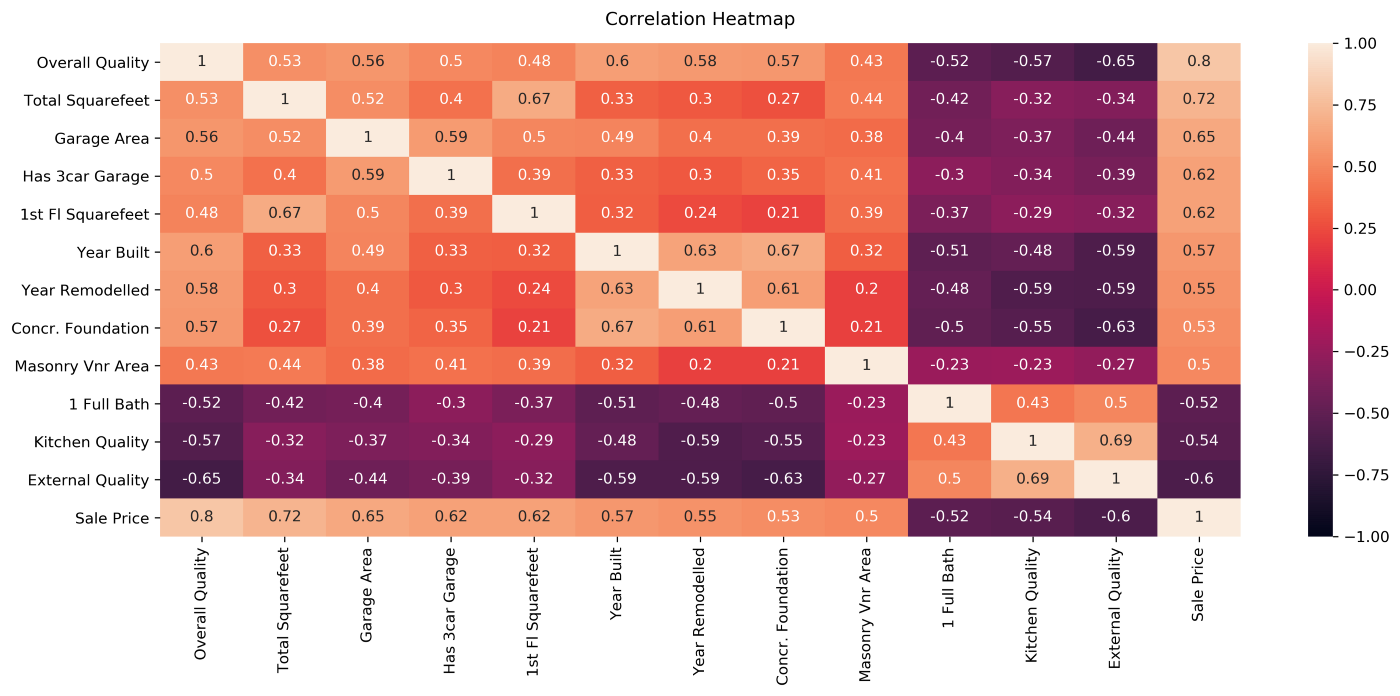 Correlation Heatmap
Overall Quality 1 0.53 0.56 0.5 0.48 0.6 0.58 0.57 0.43 -0.52 -0.57 -0.65 0.8
Total Squarefeet 0.53 1 0.52 0.4 0.67 0.33 0.3 0.27 0.44 -0.42 -0.32 -0.34 0.72
Garage Area 0.56 0.52 1 0.59 0.5 0.49 0.4 0.39 0.38 -0.4 -0.37 -0.44 0.65
Has 3car Garage 0.5 0.4 0.59 1 0.39 0.33 0.3 0.35 0.41 -0.3 -0.34 -0.39 0.62
1st Fl Squarefeet 0.48 0.67 0.5 0.39 1 0.32 0.24 0.21 0.39 -0.37 -0.29 -0.32 0.62
Year Built 0.6 0.33 0.49 0.33 0.32 1 0.63 0.67 0.32 -0.51 -0.48 -0.59 0.57
Year Remodelled 0.58 0.3 0.4 0.3 0.24 0.63 1 0.61 0.2 -0.48 -0.59 -0.59 0.55
Concr. Foundation 0.57 0.27 0.39 0.35 0.21 0.67 0.61 1 0.21 -0.5 -0.55 -0.63 0.53
Masonry Vnr Area 0.43 0.44 0.38 0.41 0.39 0.32 0.2 0.21 1 -0.23 -0.23 -0.27 0.5
1 Full Bath -0.52 -0.42 -0.4 -0.3 -0.37 -0.51 -0.48 -0.5 -0.23 1 0.43 0.5 -0.52
Kitchen Quality -0.57 -0.32 -0.37 -0.34 -0.29 -0.48 -0.59 -0.55 -0.23 0.43 1 0.69 -0.54
External Quality -0.65 -0.34 -0.44 -0.39 -0.32 -0.59 -0.59 -0.63 -0.27 0.5 0.69 1 -0.6
Sale Price 0.8 0.72 0.65 0.62 0.62 0.57 0.55 0.53 0.5 -0.52 -0.54 -0.6 1
Overall Quality
Total Squarefeet
Garage Area
Has 3car Garage
1st Fl Squarefeet
Year Built
Year Remodelled
Concr. Foundation
Masonry Vnr Area
1 Full Bath
Kitchen Quality
External Quality
Sale Price
1.00
0.75
0.50
0.25
0.00
−0.25
−0.50
−0.75
−1.00